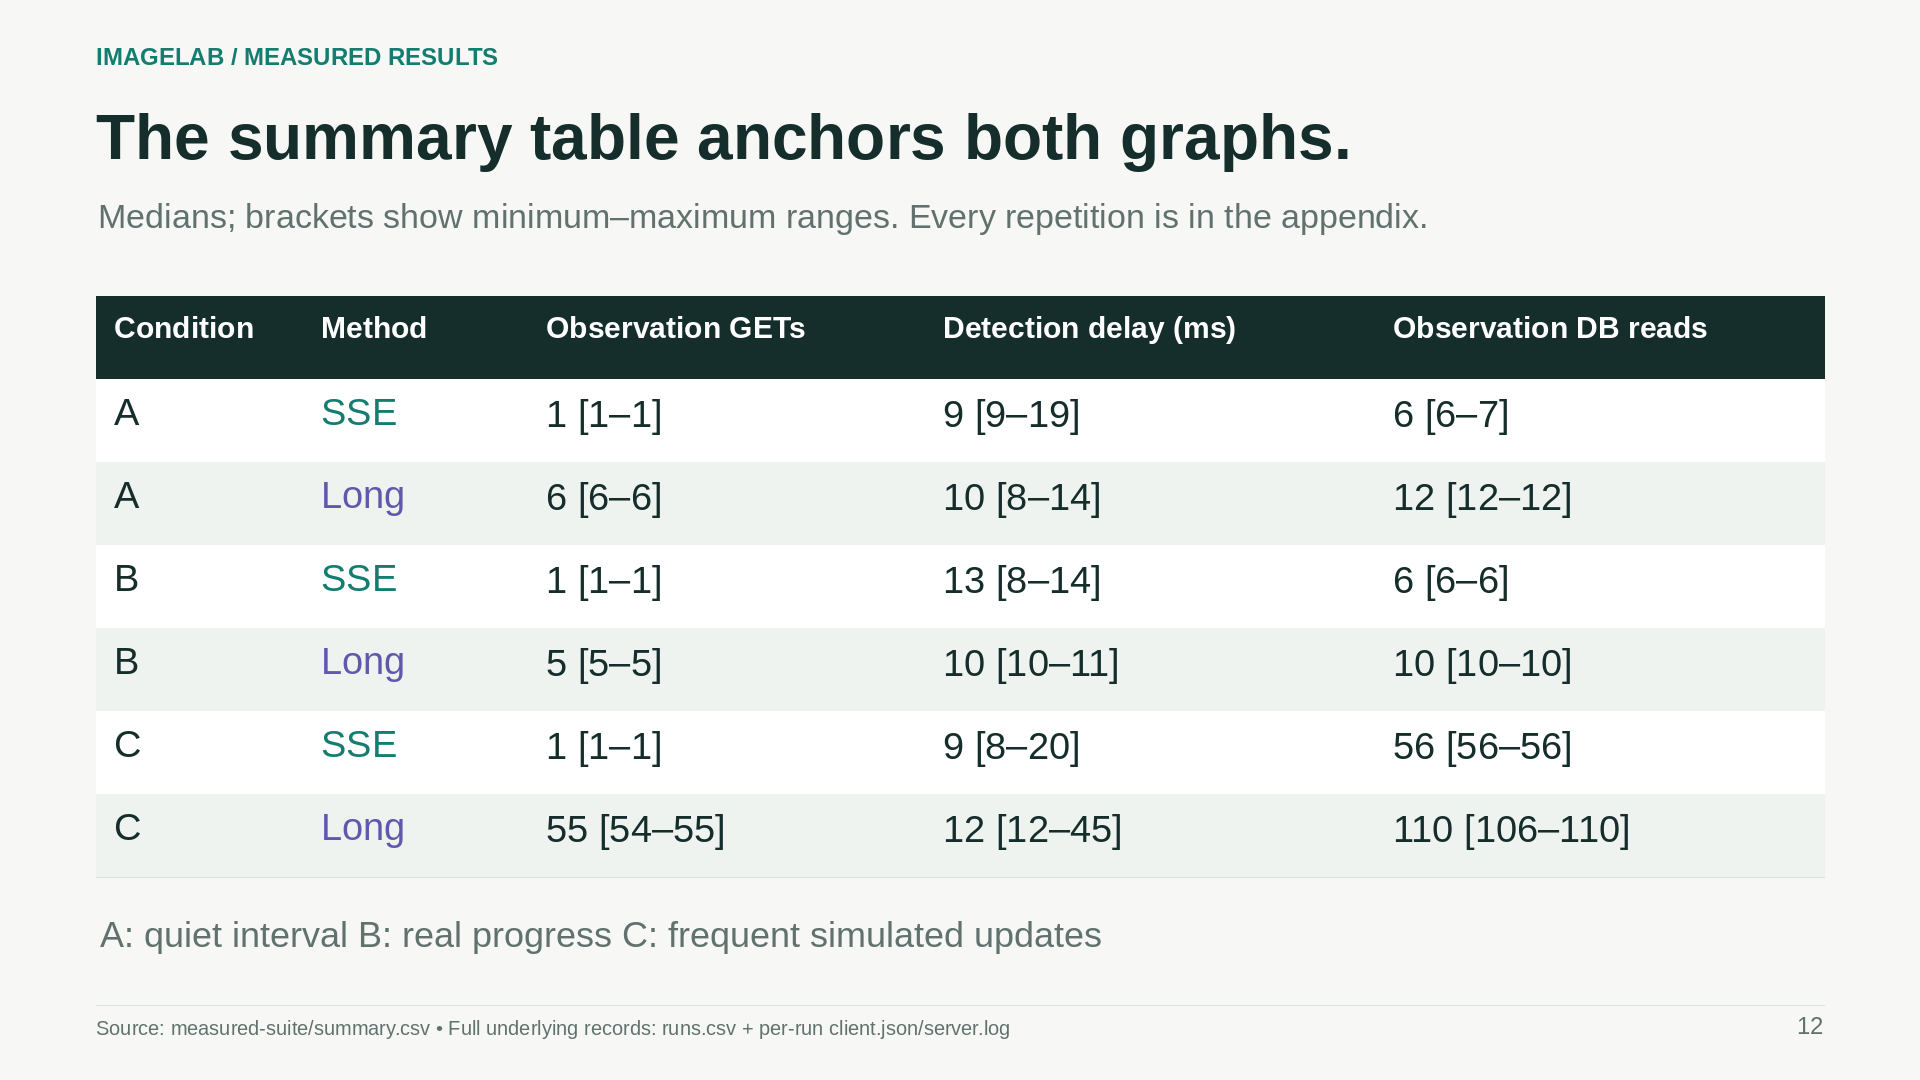 IMAGELAB / MEASURED RESULTS
The summary table anchors both graphs.
Medians; brackets show minimum–maximum ranges. Every repetition is in the appendix.
Condition Method Observation GETs Detection delay (ms) Observation DB reads
A SSE 1 [1–1] 9 [9–19] 6 [6–7]
A Long 6 [6–6] 10 [8–14] 12 [12–12]
B SSE 1 [1–1] 13 [8–14] 6 [6–6]
B Long 5 [5–5] 10 [10–11] 10 [10–10]
C SSE 1 [1–1] 9 [8–20] 56 [56–56]
C Long 55 [54–55] 12 [12–45] 110 [106–110]
A: quiet interval B: real progress C: frequent simulated updates
Source: measured-suite/summary.csv • Full underlying records: runs.csv + per-run client.json/server.log
12